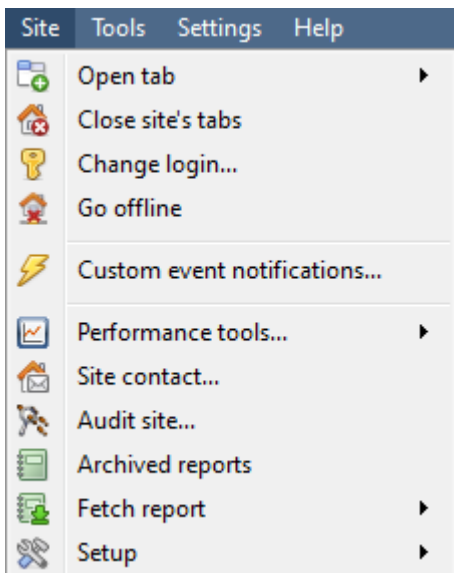 Site Tools Settings Help
Open tab
Close site's tabs
Change login...
Go offline
Custom event notifications...
Performance tools...
Site contact...
Audit site...
Archived reports
Fetch report
Setup